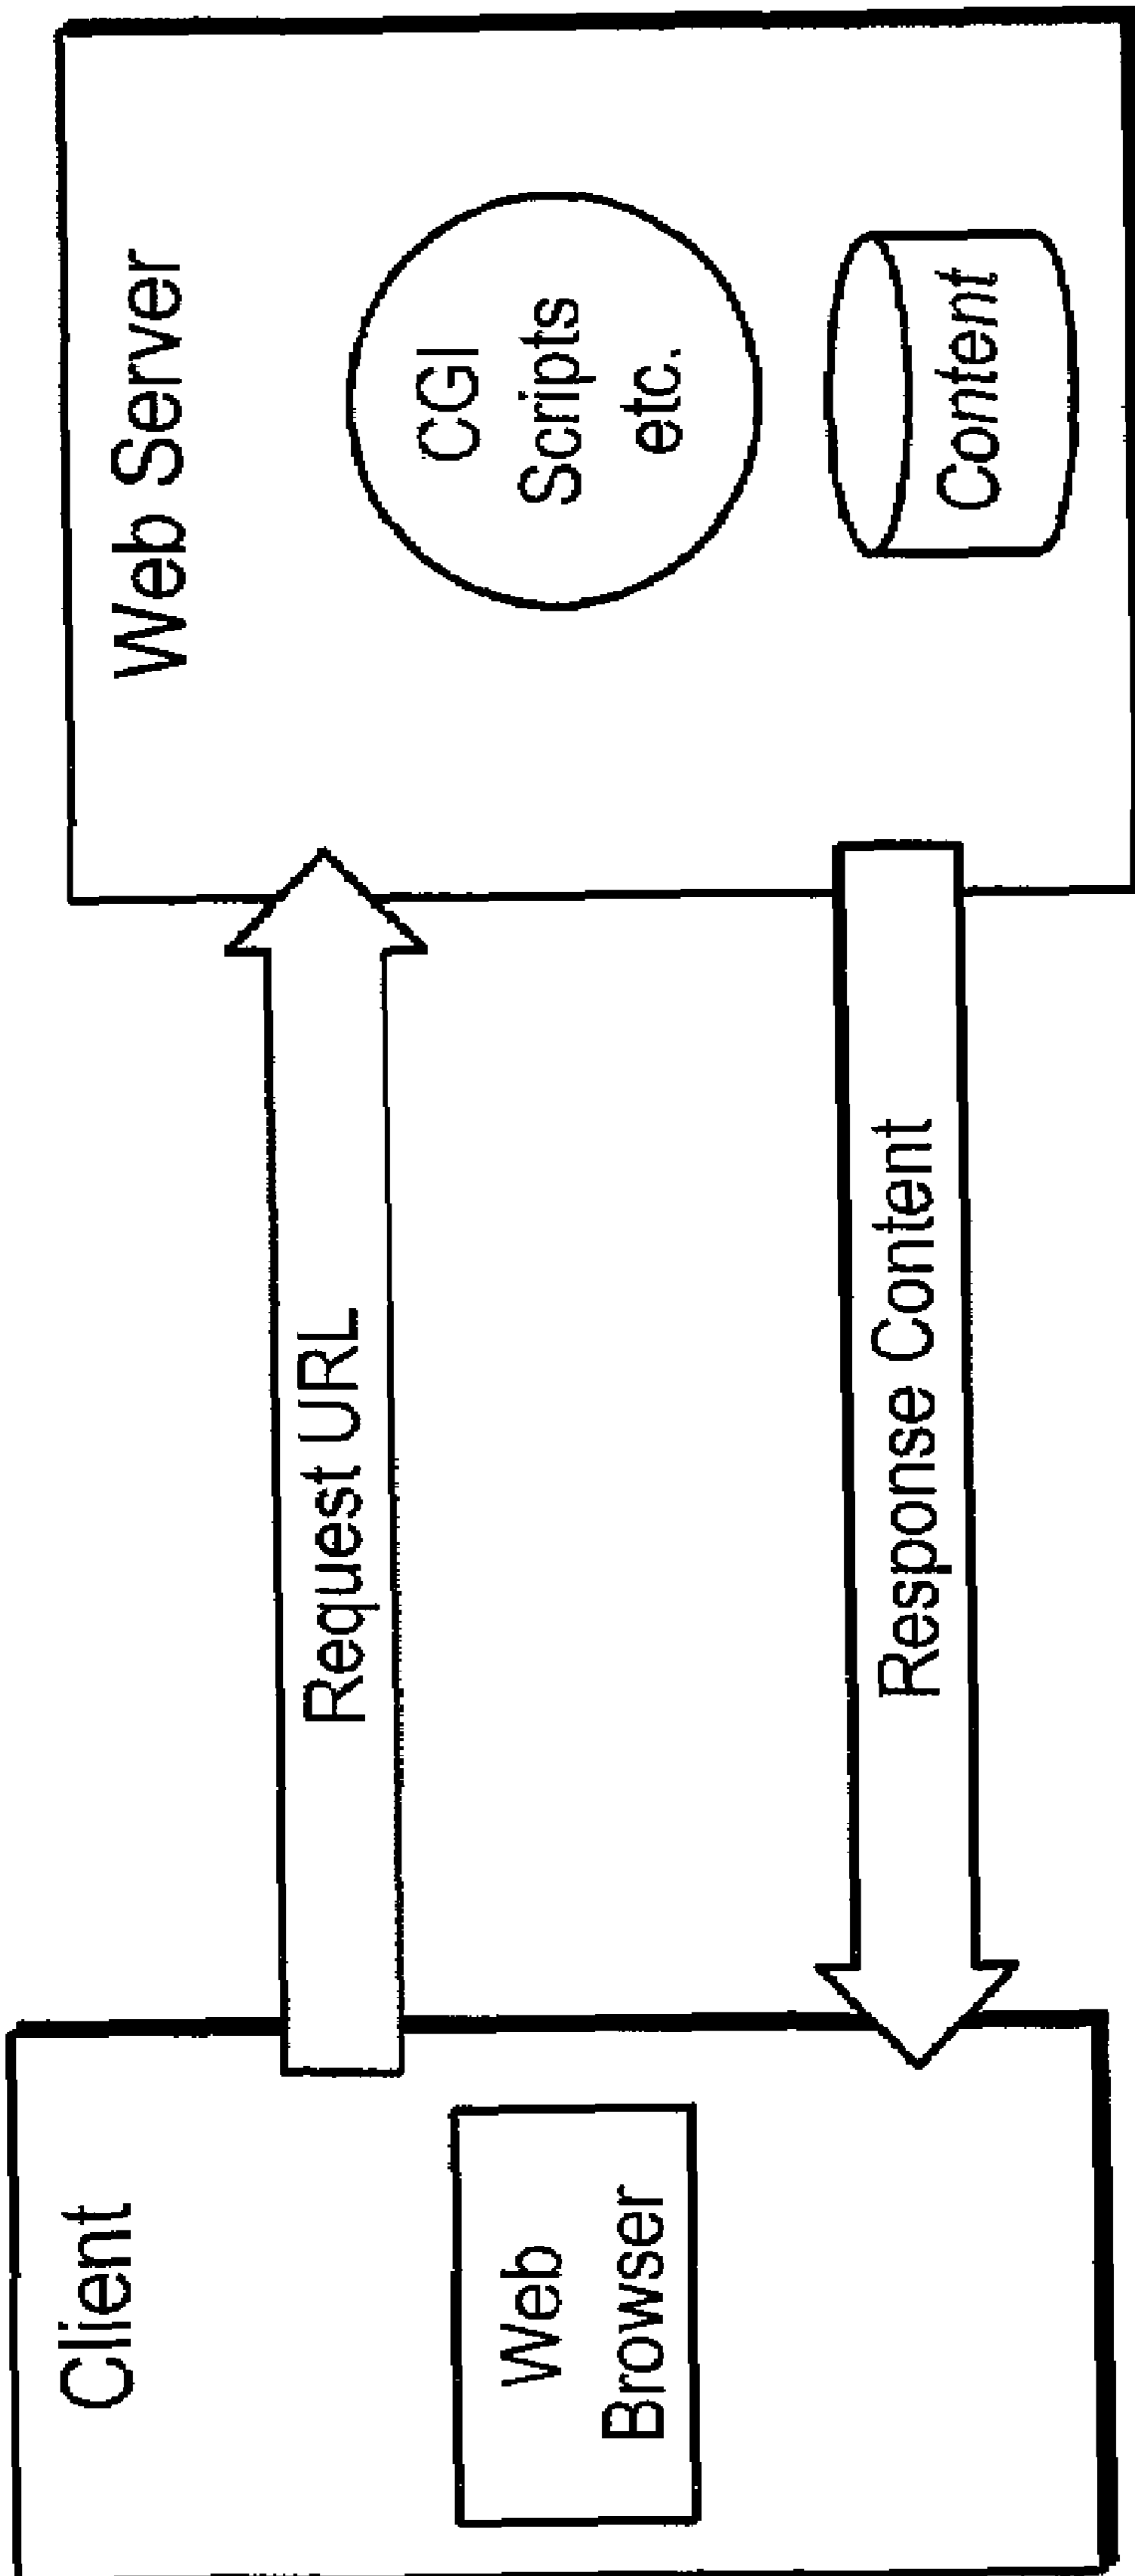 Client
Web
Browser
Request URL
Response Content
Web Server
CGI
Scripts
etc.
Content